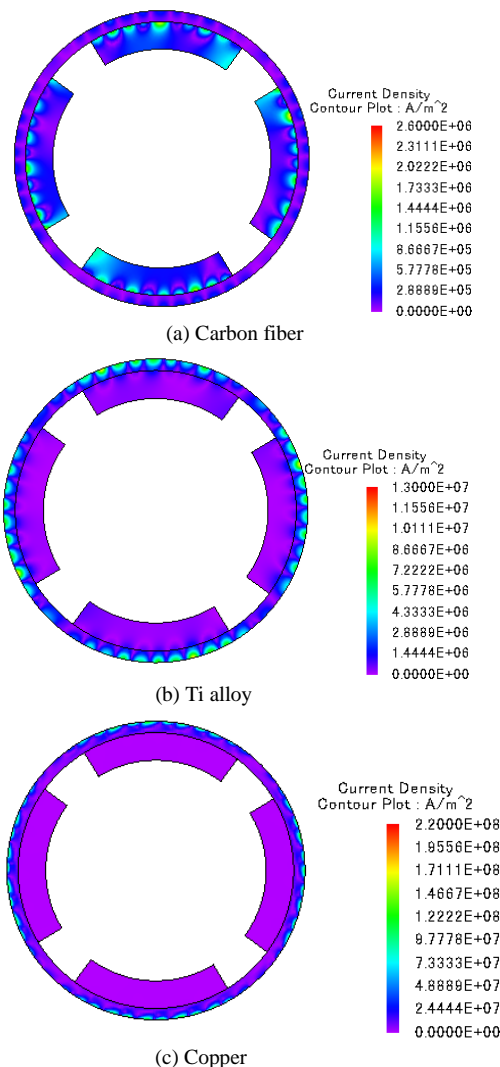 Current Density
Contour Plot : A/m^2
2.6000E+06
2.3111E+06
2.0222E+06
1.7333E+06
1.4444E+06
1.1556E+06
8.6667E+05
5.7778E+05
2.8889E+05
0.0000E+00
(a) Carbon fiber
Current Density
Contour Plot : A/m^2
1.3000E+07
1.1556E+07
1.0111E+07
8.6667E+06
7.2222E+06
5.7778E+06
4.3333E+06
2.8889E+06
1.4444E+06
0.0000E+00
(b) Ti alloy
Current Density
Contour Plot : A/m^2
2.2000E+08
1.9556E+08
1.7111E+08
1.4667E+08
1.2222E+08
9.7778E+07
7.3333E+07
4.8889E+07
2.4444E+07
0.0000E+00
(c) Copper